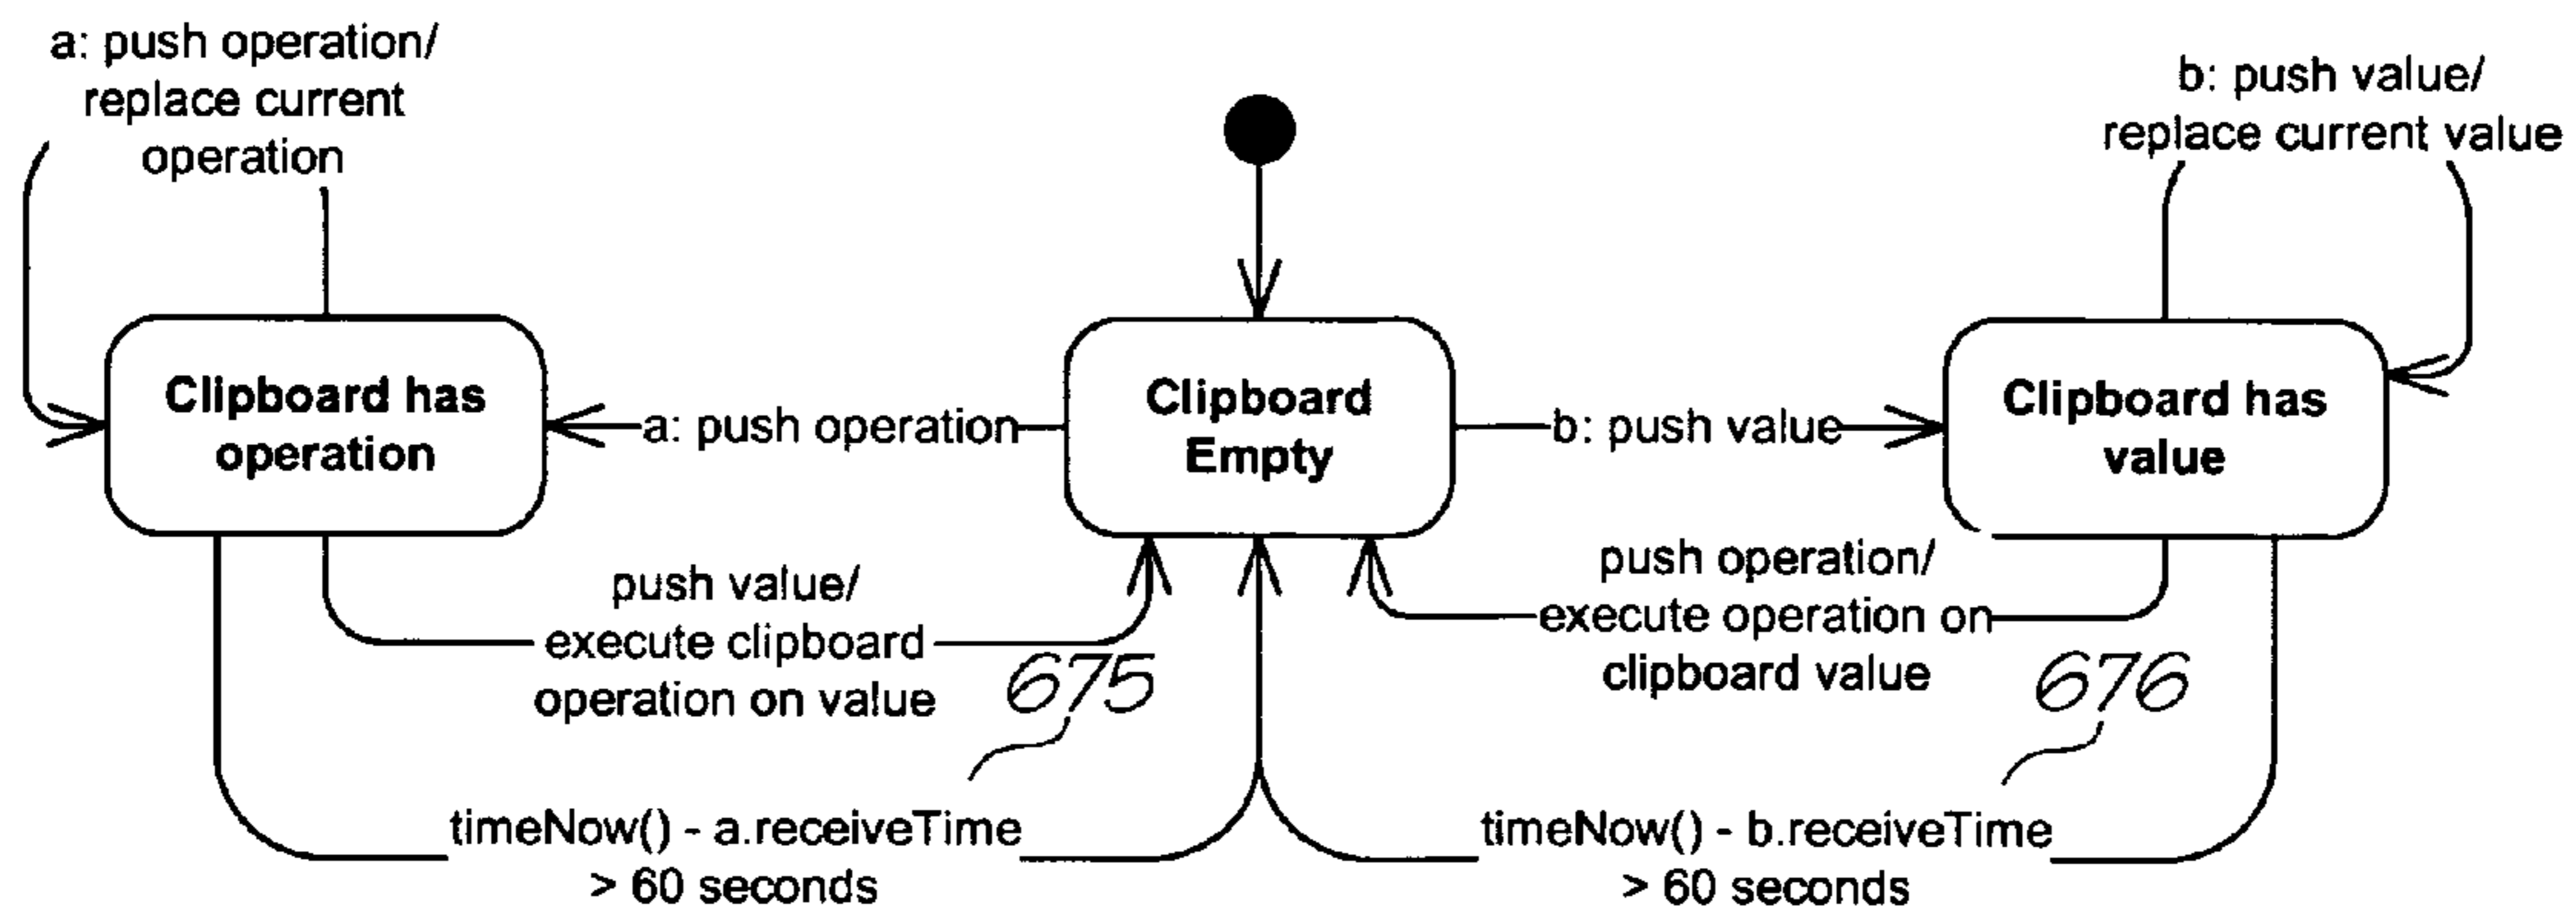 a: push operation/
replace current
operation
b: push value/
replace current value
Clipboard has
operation
a: push operation
Clipboard
Empty
b: push value
Clipboard has
value
push value/
execute clipboard
operation on value
675
push operation/
execute operation on
clipboard value
676
timeNow() - a.receiveTime
> 60 seconds
timeNow() - b.receiveTime
> 60 seconds